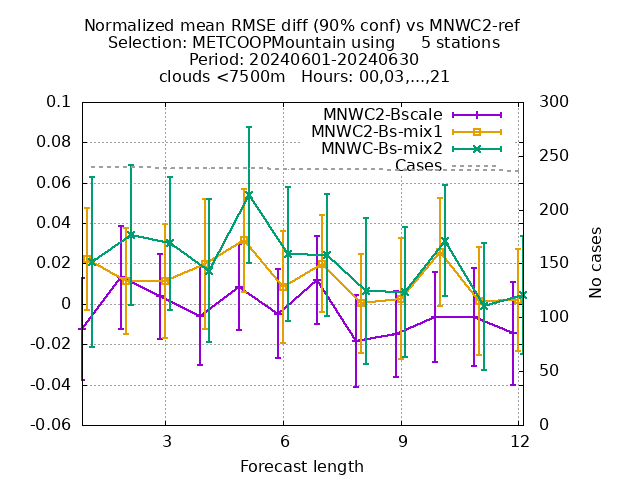 Normalized mean RMSE diff (90% conf) vs MNWC2-ref
Selection: METCOOPMountain using     5 stations
Period: 20240601-20240630
clouds <7500m   Hours: 00,03,...,21
MNWC2-Bscale
MNWC2-Bs-mix1
MNWC-Bs-mix2
Cases
0.1
0.08
0.06
0.04
0.02
0
-0.02
-0.04
-0.06
300
250
200
150
100
50
0
No cases
3
6
9
12
Forecast length